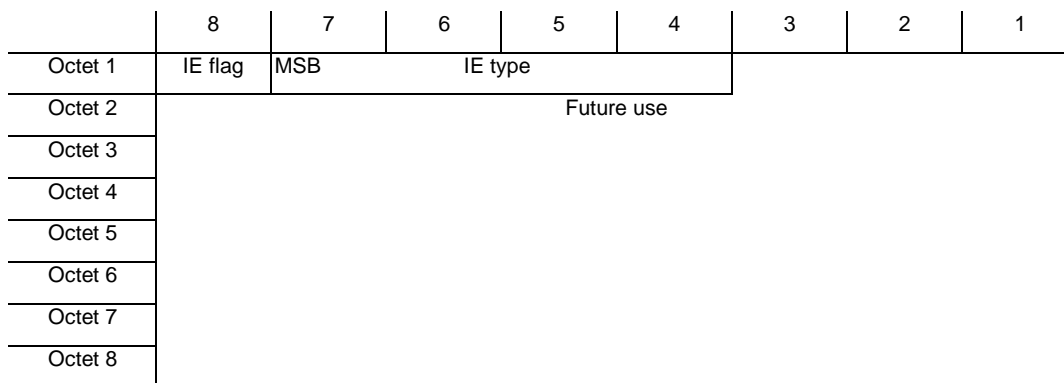 8 7 6 5 4 3 2 1
Octet 1 IE flag MSB IE type
Octet 2 Future use
Octet 3
Octet 4
Octet 5
Octet 6
Octet 7
Octet 8